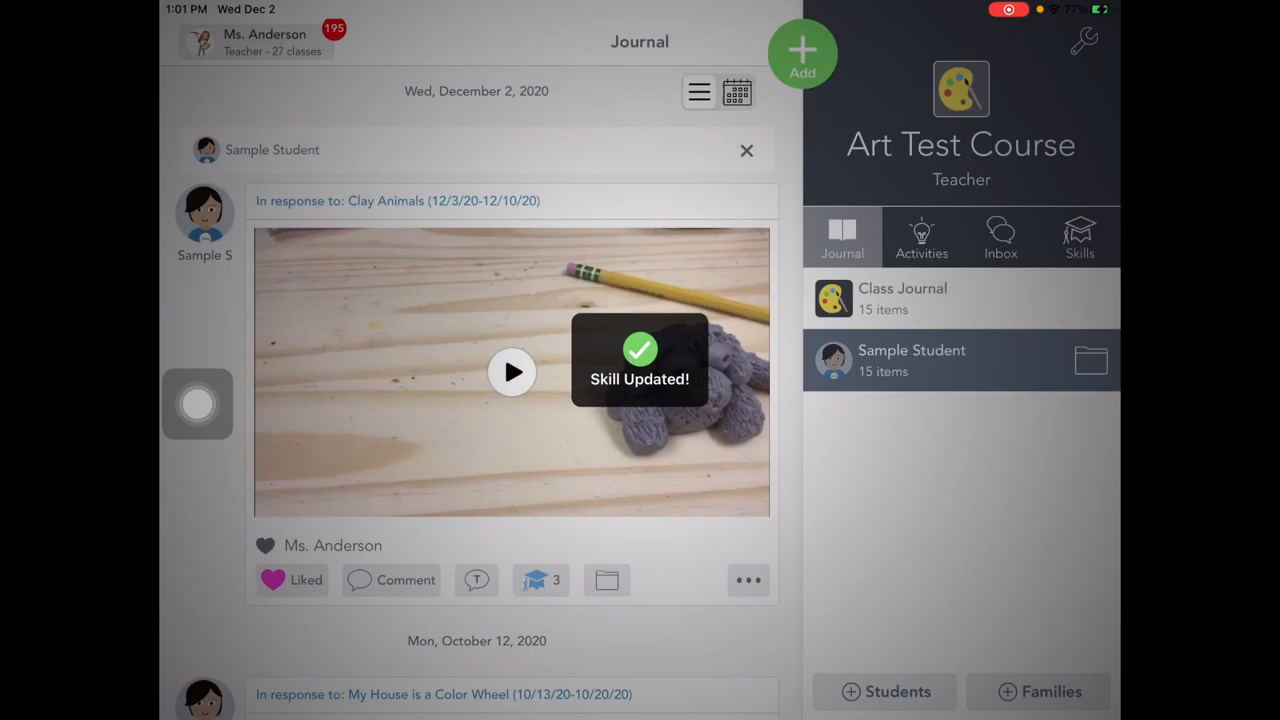 1:01 PM Wed Dec 2
77%
Ms. Anderson
Teacher - 27 classes
195
Journal
Add
Wed, December 2, 2020
Sample Student
In response to: Clay Animals (12/3/20-12/10/20)
Sample S
Skill Updated!
Ms. Anderson
Liked
Comment
T
3
Mon, October 12, 2020
In response to: My House is a Color Wheel (10/13/20-10/20/20)
Art Test Course
Teacher
Journal
Activities
Inbox
Skills
Class Journal
15 items
Sample Student
15 items
Students
Families